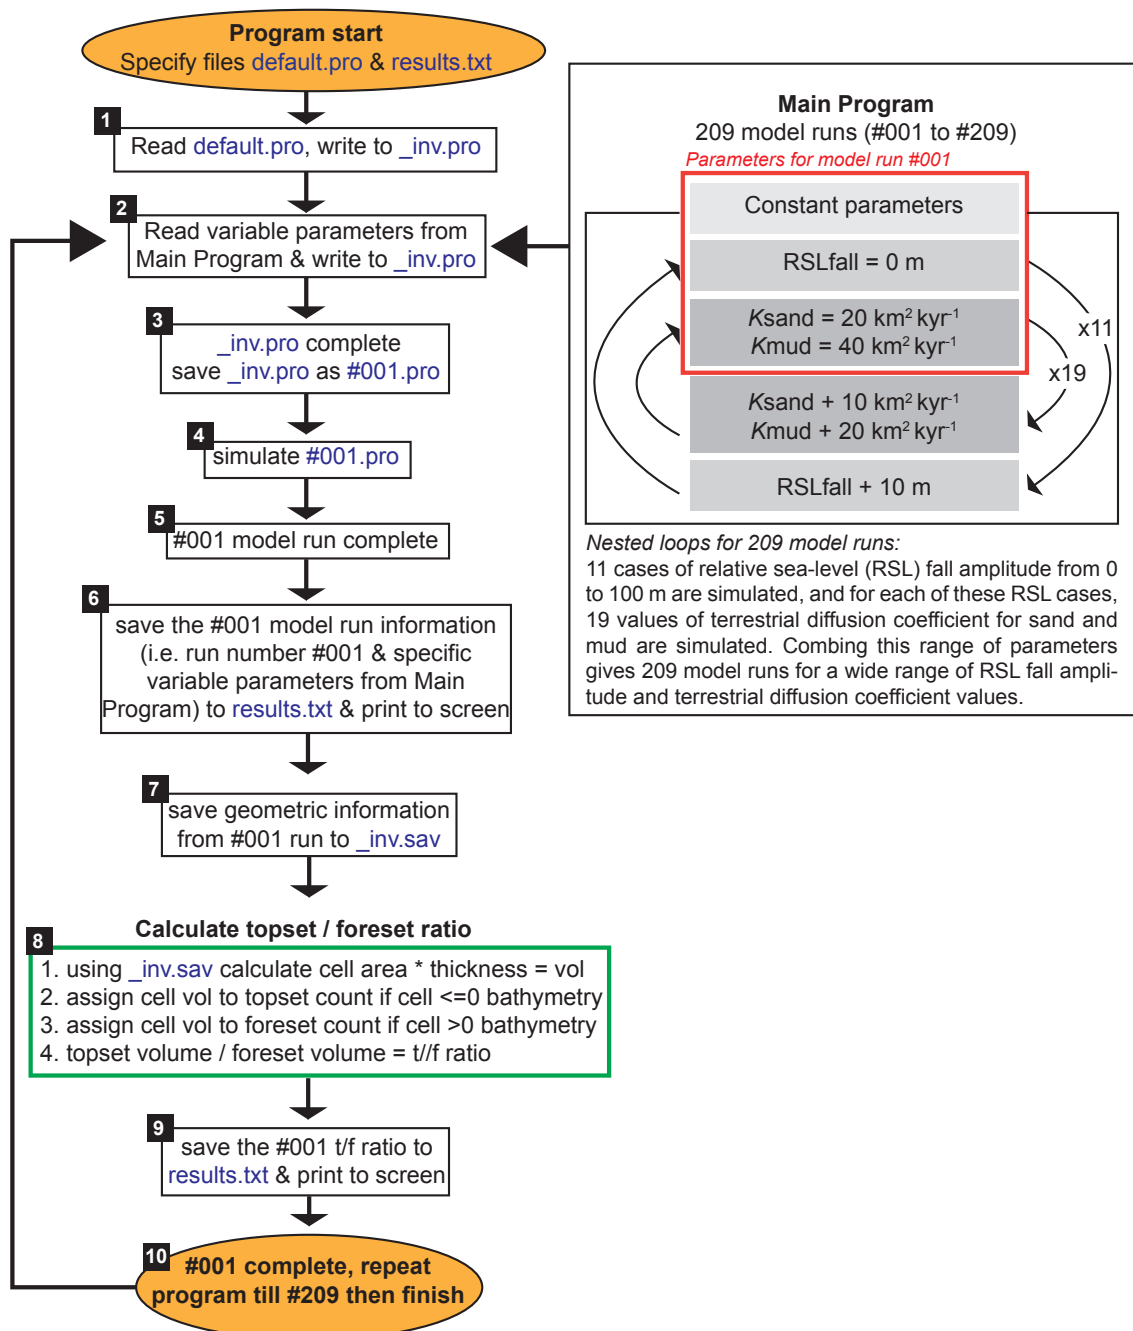 Program start
Specify files default.pro & results.txt
1
Read default.pro, write to _inv.pro
2
Read variable parameters from
Main Program & write to _inv.pro
3
_inv.pro complete
save _inv.pro as #001.pro
4
simulate #001.pro
5
#001 model run complete
6
save the #001 model run information
(i.e. run number #001 & specific
variable parameters from Main
Program) to results.txt & print to screen
7
save geometric information
from #001 run to _inv.sav
Calculate topset / foreset ratio
8
1. using _inv.sav calculate cell area * thickness = vol
2. assign cell vol to topset count if cell <=0 bathymetry
3. assign cell vol to foreset count if cell >0 bathymetry
4. topset volume / foreset volume = t//f ratio
9
save the #001 t/f ratio to
results.txt & print to screen
10
#001 complete, repeat
program till #209 then finish
Main Program
209 model runs (#001 to #209)
Parameters for model run #001
Constant parameters
RSLfall = 0 m
Ksand = 20 km² kyr⁻¹
Kmud = 40 km² kyr⁻¹
x11
x19
Ksand + 10 km² kyr⁻¹
Kmud + 20 km² kyr⁻¹
RSLfall + 10 m
Nested loops for 209 model runs:
11 cases of relative sea-level (RSL) fall amplitude from 0
to 100 m are simulated, and for each of these RSL cases,
19 values of terrestrial diffusion coefficient for sand and
mud are simulated. Combing this range of parameters
gives 209 model runs for a wide range of RSL fall ampli-
tude and terrestrial diffusion coefficient values.